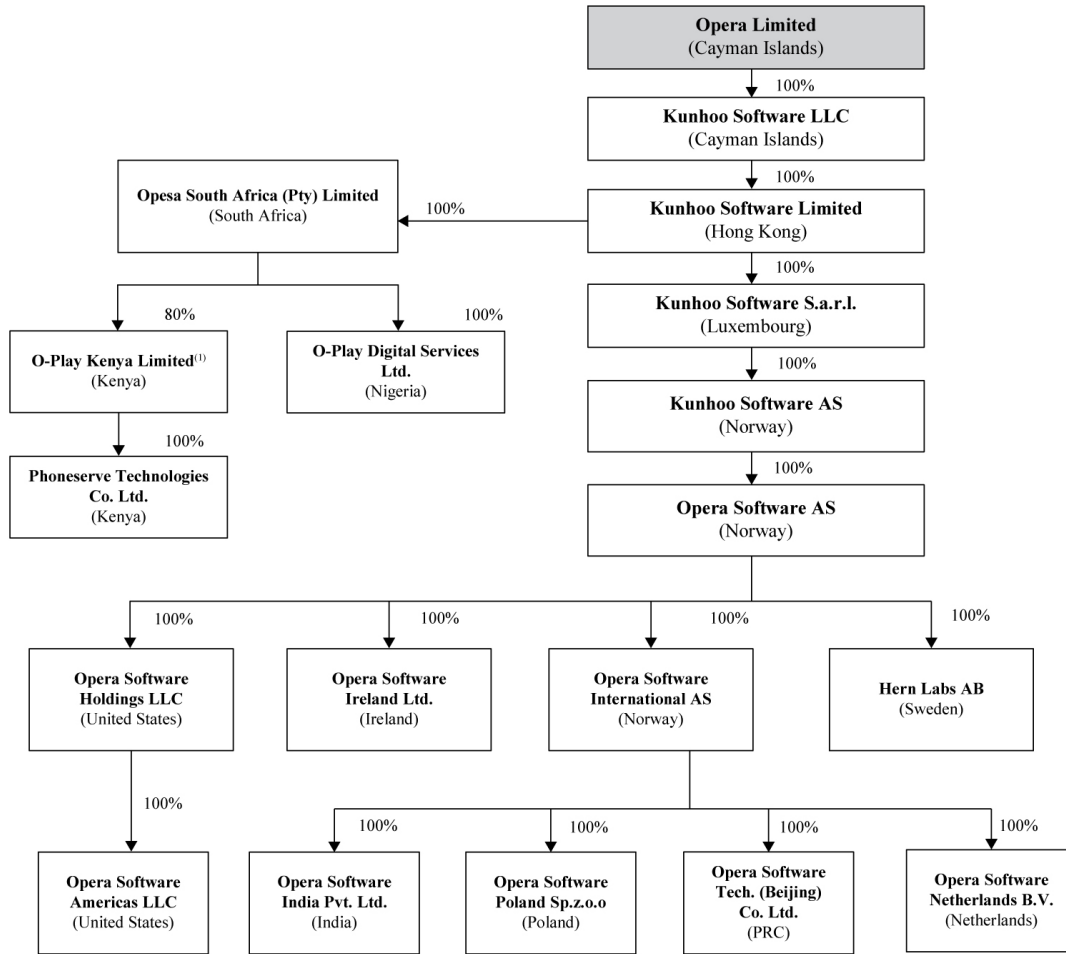 Opera Limited
(Cayman Islands)
100%
Kunhoo Software LLC
(Cayman Islands)
100%
Opesa South Africa (Pty) Limited
(South Africa)
100%
Kunhoo Software Limited
(Hong Kong)
100%
80%
100%
Kunhoo Software S.a.r.l.
(Luxembourg)
O-Play Kenya Limited(1)
(Kenya)
O-Play Digital Services
Ltd.
(Nigeria)
100%
Kunhoo Software AS
(Norway)
100%
100%
Phoneserve Technologies
Co. Ltd.
(Kenya)
Opera Software AS
(Norway)
100%
100%
100%
100%
Opera Software
Holdings LLC
(United States)
Opera Software
Ireland Ltd.
(Ireland)
Opera Software
International AS
(Norway)
Hern Labs AB
(Sweden)
100%
100%
100%
100%
100%
Opera Software
Americas LLC
(United States)
Opera Software
India Pvt. Ltd.
(India)
Opera Software
Poland Sp.z.o.o
(Poland)
Opera Software
Tech. (Beijing)
Co. Ltd.
(PRC)
Opera Software
Netherlands B.V.
(Netherlands)